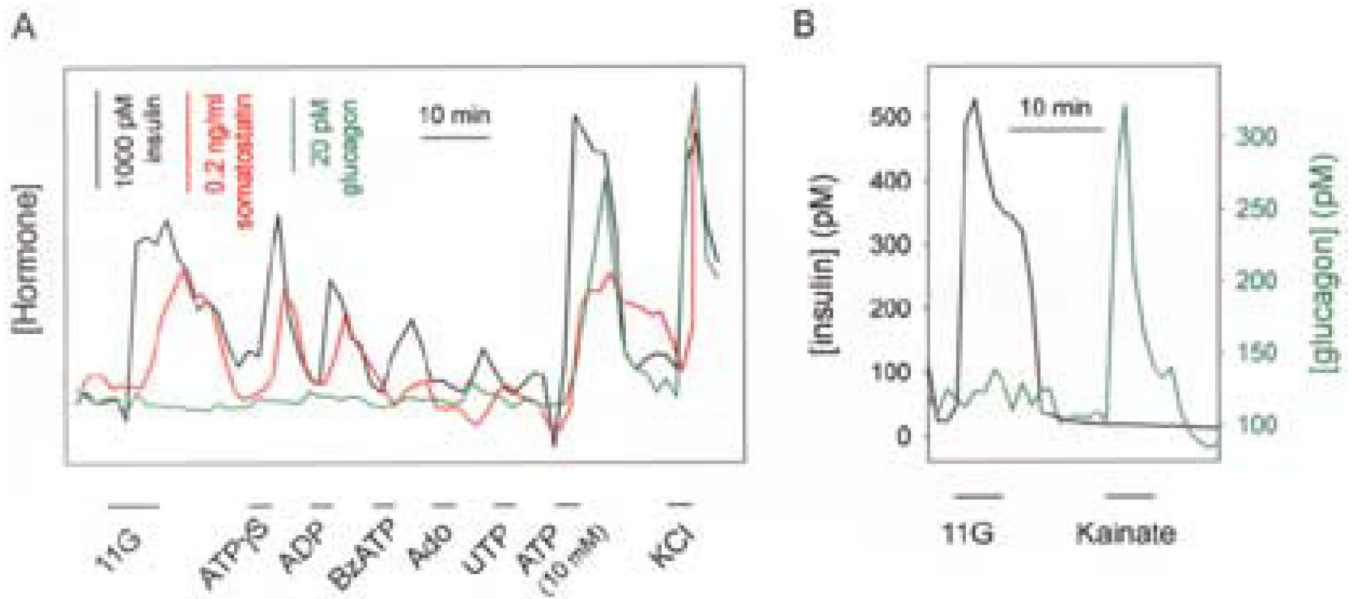 A
[Hormone]
1000 pM
insulin
0.2 ng/ml
somatostatin
20 pM
glucagon
10 min
11G
ATPγS
ADP
BzATP
Ado
UTP
ATP
(10 mM)
KCl
B
[insulin] (pM)
500
400
300
200
100
0
10 min
300
250
200
150
100
[glucagon] (pM)
11G
Kainate